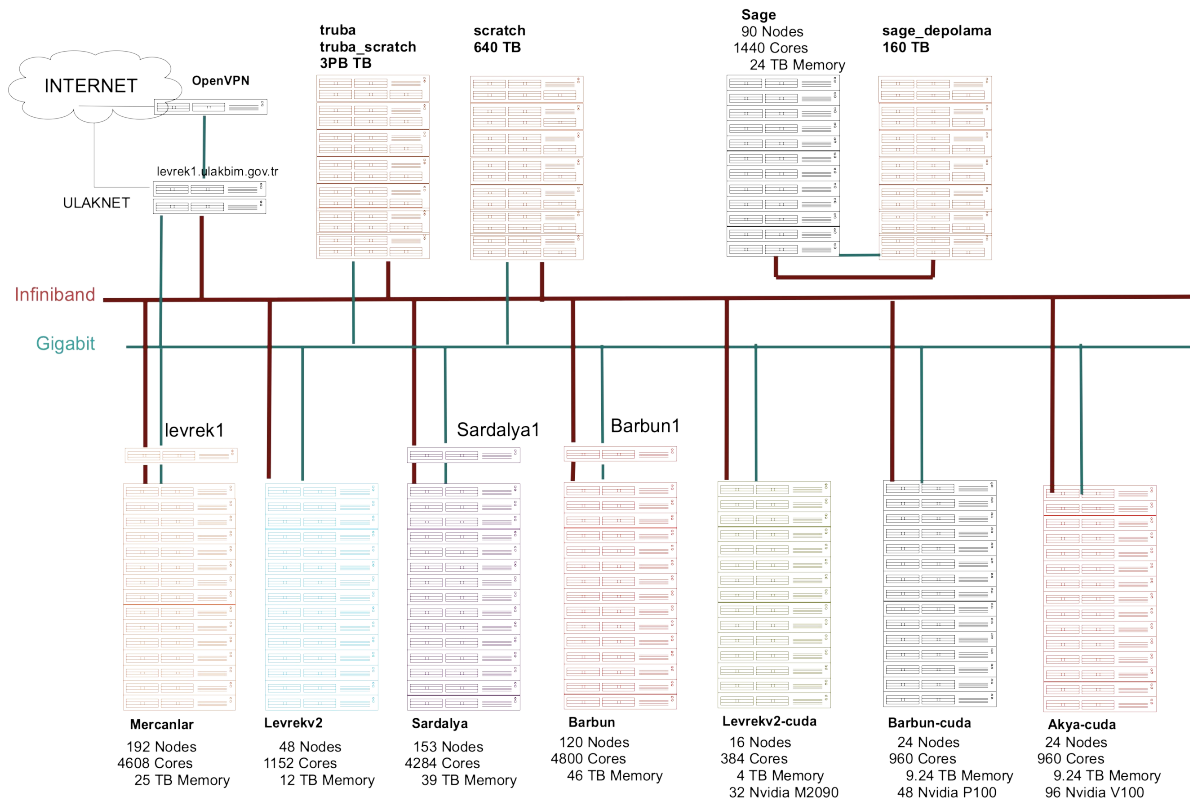 truba
truba_scratch
3PB TB
scratch
640 TB
Sage
90 Nodes
1440 Cores
24 TB Memory
sage_depolama
160 TB
INTERNET
OpenVPN
levrek1.ulakbim.gov.tr
ULAKNET
Infiniband
Gigabit
levrek1
Sardalya1
Barbun1
Mercanlar
192 Nodes
4608 Cores
25 TB Memory
Levrekv2
48 Nodes
1152 Cores
12 TB Memory
Sardalya
153 Nodes
4284 Cores
39 TB Memory
Barbun
120 Nodes
4800 Cores
46 TB Memory
Levrekv2-cuda
16 Nodes
384 Cores
4 TB Memory
32 Nvidia M2090
Barbun-cuda
24 Nodes
960 Cores
9.24 TB Memory
48 Nvidia P100
Akya-cuda
24 Nodes
960 Cores
9.24 TB Memory
96 Nvidia V100